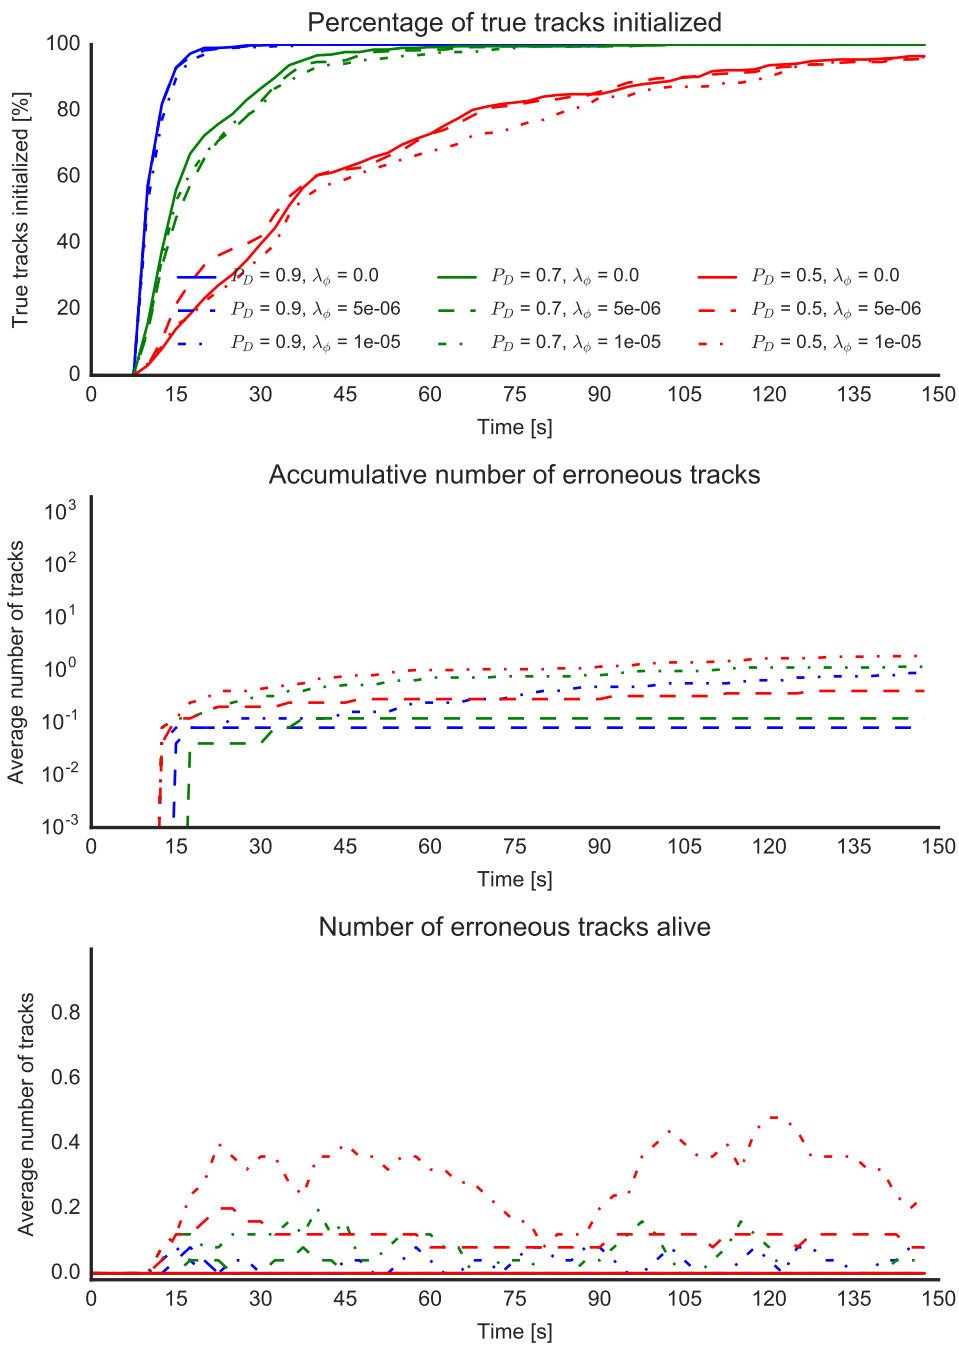 Percentage of true tracks initialized
True tracks initialized [%]
100
80
60
40
20
0
P_D = 0.9, λ_ϕ = 0.0
P_D = 0.7, λ_ϕ = 0.0
P_D = 0.5, λ_ϕ = 0.0
P_D = 0.9, λ_ϕ = 5e-06
P_D = 0.7, λ_ϕ = 5e-06
P_D = 0.5, λ_ϕ = 5e-06
P_D = 0.9, λ_ϕ = 1e-05
P_D = 0.7, λ_ϕ = 1e-05
P_D = 0.5, λ_ϕ = 1e-05
0 15 30 45 60 75 90 105 120 135 150
Time [s]
Accumulative number of erroneous tracks
Average number of tracks
10^3
10^2
10^1
10^0
10^-1
10^-2
10^-3
0 15 30 45 60 75 90 105 120 135 150
Time [s]
Number of erroneous tracks alive
Average number of tracks
0.8
0.6
0.4
0.2
0.0
0 15 30 45 60 75 90 105 120 135 150
Time [s]